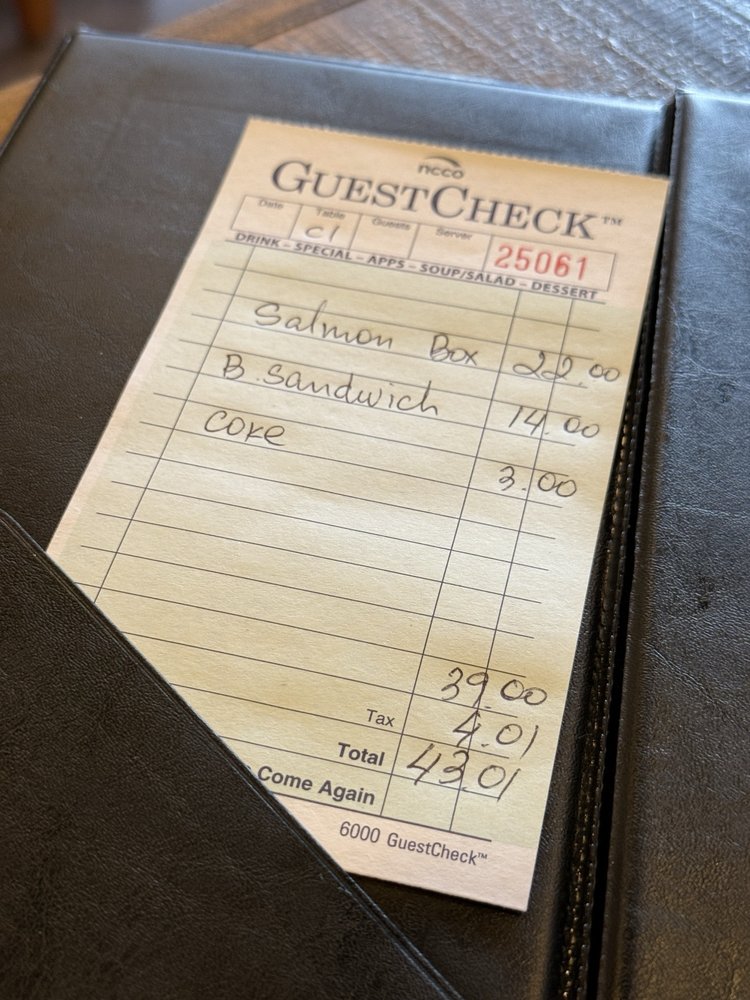 ncco
GUESTCHECK™
Date Table Guests Server
C1 25061
DRINK – SPECIAL – APPS – SOUP/SALAD – DESSERT
Salmon Box 22.00
B. Sandwich 14.00
Coke 3.00
39.00
Tax 4.01
Total 43.01
Come Again
6000 GuestCheck™